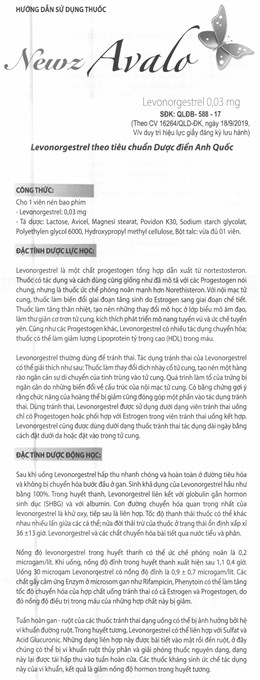 HƯỚNG DẪN SỬ DỤNG THUỐC
Newz Avalo
Levonorgestrel 0,03 mg
SĐK: QLĐB- 588 - 17
(Theo CV 16264/QLD-ĐK, ngày 18/9/2019,
V/v duy trì hiệu lực giấy đăng ký lưu hành)
Levonorgestrel theo tiêu chuẩn Dược điển Anh Quốc
CÔNG THỨC:
Cho 1 viên nén bao phim
- Levonorgestrel: 0,03 mg
- Tá dược: Lactose, Avicel, Magnesi stearat, Povidon K30, Sodium starch glycolat,
Polyethylen glycol 6000, Hydroxypropyl methyl cellulose, Bột talc: vừa đủ 01 viên.
ĐẶC TÍNH DƯỢC LỰC HỌC:
Levonorgestrel là một chất progestogen tổng hợp dẫn xuất từ nortestosteron.
Thuốc có tác dụng và cách dùng cũng giống như đã mô tả với các Progestogen nói
chung, nhưng là thuốc ức chế phóng noãn mạnh hơn Norethisteron. Với nội mạc tử
cung, thuốc làm biến đổi giai đoạn tăng sinh do Estrogen sang giai đoạn chế tiết.
Thuốc làm tăng thân nhiệt, tạo nên những thay đổi mô học ở lớp biểu mô âm đạo,
làm thư giãn cơ trơn tử cung, kích thích phát triển mô nang tuyến vú và ức chế tuyến
yên. Cũng như các Progestogen khác, Levonorgestrel có nhiều tác dụng chuyển hóa;
thuốc có thể làm giảm lượng Lipoprotein tỷ trọng cao (HDL) trong máu.
Levonorgestrel thường dùng để tránh thai. Tác dụng tránh thai của Levonorgestrel
có thể giải thích như sau: Thuốc làm thay đổi dịch nhầy cổ tử cung, tạo nên một hàng
rào ngăn cản sự di chuyển của tinh trùng vào tử cung. Quá trình làm tổ của trứng bị
ngăn cản do những biến đổi về cấu trúc của nội mạc tử cung. Có bằng chứng gợi ý
rằng chức năng của hoàng thể bị giảm cũng đóng góp một phần vào tác dụng tránh
thai. Dùng tránh thai, Levonorgestrel được sử dụng dưới dạng viên tránh thai uống
chỉ có Progestogen hoặc phối hợp với Estrogen trong viên tránh thai uống kết hợp.
Levonorgestrel cũng được dùng dưới dạng thuốc tránh thai tác dụng dài ngày bằng
cách đặt dưới da hoặc đặt vào trong tử cung.
ĐẶC TÍNH DƯỢC ĐỘNG HỌC:
Sau khi uống Levonorgestrel hấp thu nhanh chóng và hoàn toàn ở đường tiêu hóa
và không bị chuyển hóa bước đầu ở gan. Sinh khả dụng của Levonorgestrel hầu như
bằng 100%. Trong huyết thanh, Levonorgestrel liên kết với globulin gắn hormon
sinh dục (SHBG) và với albumin. Con đường chuyển hóa quan trọng nhất của
levonorgestrel là khử oxy, tiếp sau là liên hợp. Tốc độ thanh thải thuốc có thể khác
nhau nhiều lần giữa các cá thể; nửa đời thải trừ của thuốc ở trạng thái ổn định xấp xỉ
36 ± 13 giờ. Levonorgestrel và các chất chuyển hóa bài tiết qua nước tiểu và phân.
Nồng độ levonorgestrel trong huyết thanh có thể ức chế phóng noãn là 0,2
microgam/lít. Khi uống, nồng độ đỉnh trong huyết thanh xuất hiện sau 1,1 0,4 giờ.
Uống 30 microgam Levonorgestrel có nồng độ đỉnh là 0,9 ± 0,7 microgam/lít. Các
chất gây cảm ứng Enzym ở microsom gan như Rifampicin, Phenytoin có thể làm tăng
tốc độ chuyển hóa của hợp chất uống tránh thai có cả Estrogen và Progestogen, do
đó nồng độ điều trị trong máu của những hợp chất này bị giảm.
Tuần hoàn gan - ruột của các thuốc tránh thai dạng uống có thể bị ảnh hưởng bởi hệ
vi khuẩn đường ruột. Trong huyết tương, Levonorgestrel có thể liên hợp với Sulfat và
Acid Glucuronic. Những dạng liên hợp này được bài tiết vào mật rồi đến ruột, ở đây
chúng có thể bị vi khuẩn ruột thủy phân và giải phóng thuốc nguyên dạng, dạng
này lại được tái hấp thu vào tuần hoàn cửa. Các thuốc kháng sinh ức chế tác dụng
này của vi khuẩn, kết quả là giảm nồng độ hormon trong huyết tương.